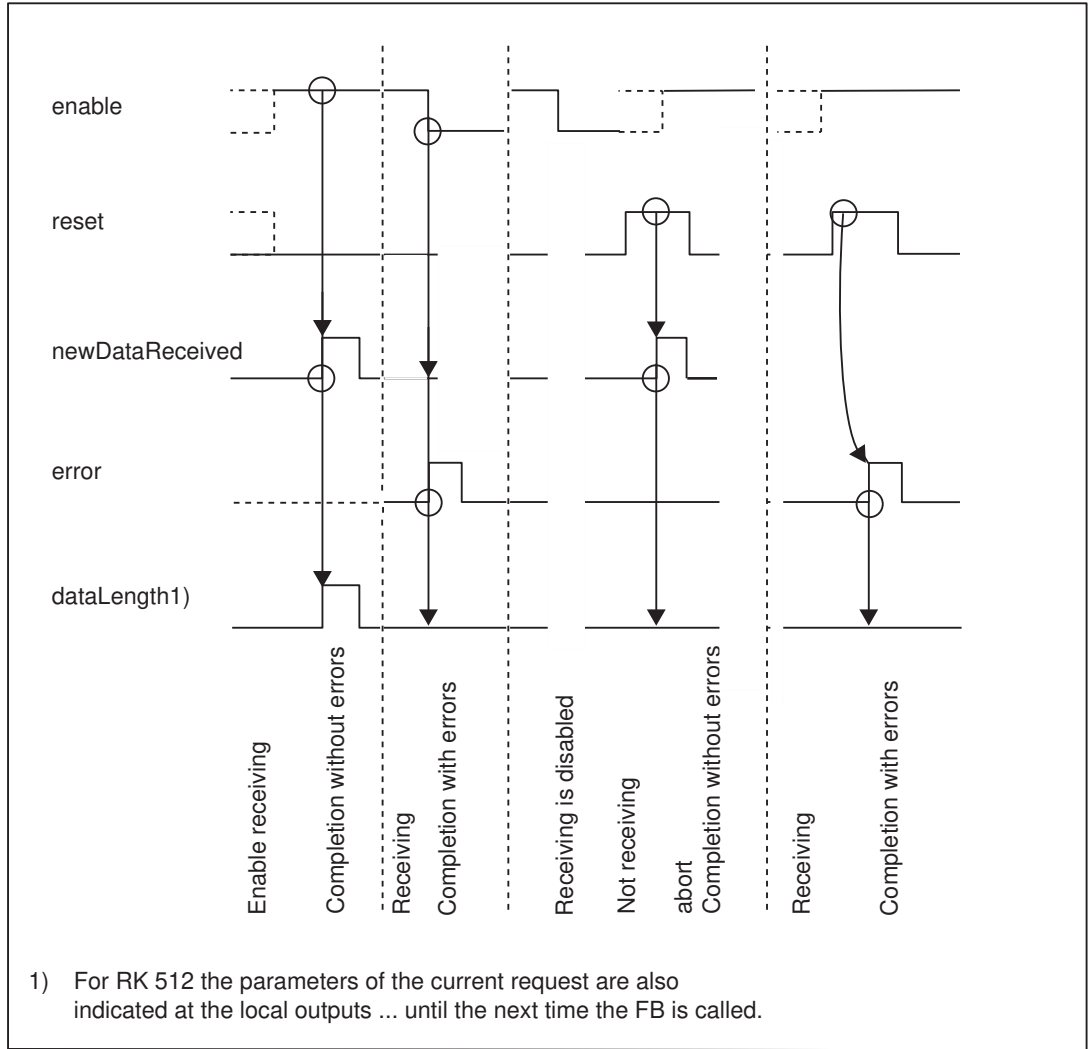 enable
reset
newDataReceived
error
dataLength1)
Enable receiving
Completion without errors
Receiving
Completion with errors
Receiving is disabled
Not receiving
abort
Completion without errors
Receiving
Completion with errors
1) For RK 512 the parameters of the current request are also
indicated at the local outputs ... until the next time the FB is called.